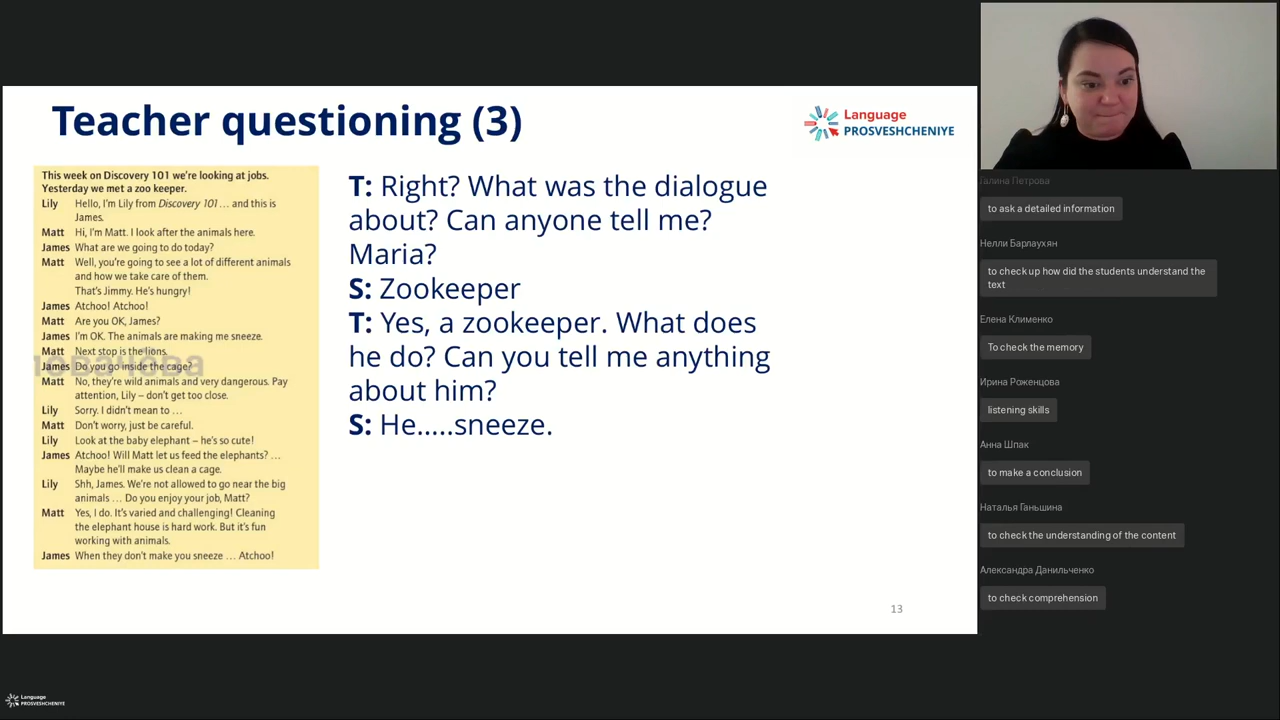 Teacher questioning (3)
Language
PROSVESHCHENIYE
This week on Discovery 101 we're looking at jobs.
Yesterday we met a zoo keeper.
Lily Hello, I'm Lily from Discovery 101 ... and this is
James.
Matt Hi, I'm Matt. I look after the animals here.
James What are we going to do today?
Matt Well, you're going to see a lot of different animals
and how we take care of them.
That's Jimmy. He's hungry!
James Atchoo! Atchoo!
Matt Are you OK, James?
James I'm OK. The animals are making me sneeze.
Matt Next stop is the lions.
James Do you go inside the cage?
Matt No, they're wild animals and very dangerous. Pay
attention, Lily – don't get too close.
Lily Sorry. I didn't mean to ...
Matt Don't worry, just be careful.
Lily Look at the baby elephant – he's so cute!
James Atchoo! Will Matt let us feed the elephants? ...
Maybe he'll make us clean a cage.
Lily Shh, James. We're not allowed to go near the big
animals ... Do you enjoy your job, Matt?
Matt Yes, I do. It's varied and challenging! Cleaning
the elephant house is hard work. But it's fun
working with animals.
James When they don't make you sneeze ... Atchoo!
T: Right? What was the dialogue
about? Can anyone tell me?
Maria?
S: Zookeeper
T: Yes, a zookeeper. What does
he do? Can you tell me anything
about him?
S: He.....sneeze.
13
Галина Петрова
to ask a detailed information
Нелли Барлаухян
to check up how did the students understand the
text
Елена Клименко
To check the memory
Ирина Роженцова
listening skills
Анна Шпак
to make a conclusion
Наталья Ганьшина
to check the understanding of the content
Александра Данильченко
to check comprehension
Language
PROSVESHCHENIYE